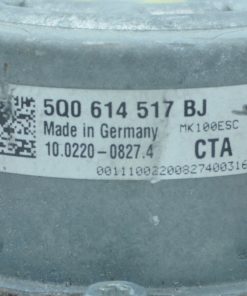 5Q0 614 517 BJ
Made in Germany MK100ESC
10.0220-0827.4 CTA
00111002200827400316